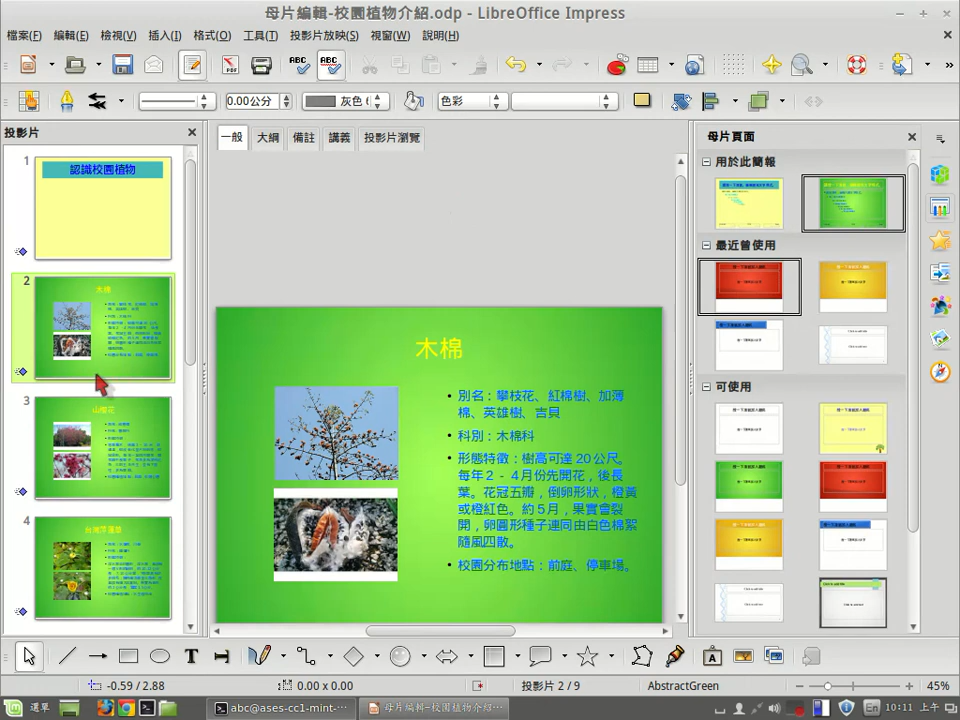 母片編輯-校園植物介紹.odp - LibreOffice Impress
檔案(F) 編輯(E) 檢視(V) 插入(I) 格式(O) 工具(T) 投影片放映(S) 視窗(W) 說明(H)
0.00公分
灰色 6
色彩
投影片
一般 大綱 備註 講義 投影片瀏覽
母片頁面
用於此簡報
最近曾使用
可使用
1
認識校園植物
2
木棉
3
山櫻花
4
木棉
• 別名：攀枝花、紅棉樹、加薄
棉、英雄樹、吉貝
• 科別：木棉科
• 形態特徵：樹高可達 20 公尺。
每年２－４月份先開花，後長
葉。花冠五瓣，倒卵形狀，橙黃
或橙紅色。約５月，果實會裂
開，卵圓形種子連同由白色棉絮
隨風四散。
• 校園分布地點：前庭、停車場。
-0.59 / 2.88
0.00 x 0.00
投影片 2 / 9
AbstractGreen
45%
選單
abc@ases-cc1-mint-···
母片編輯-校園植物介紹···
En
10:11 上午